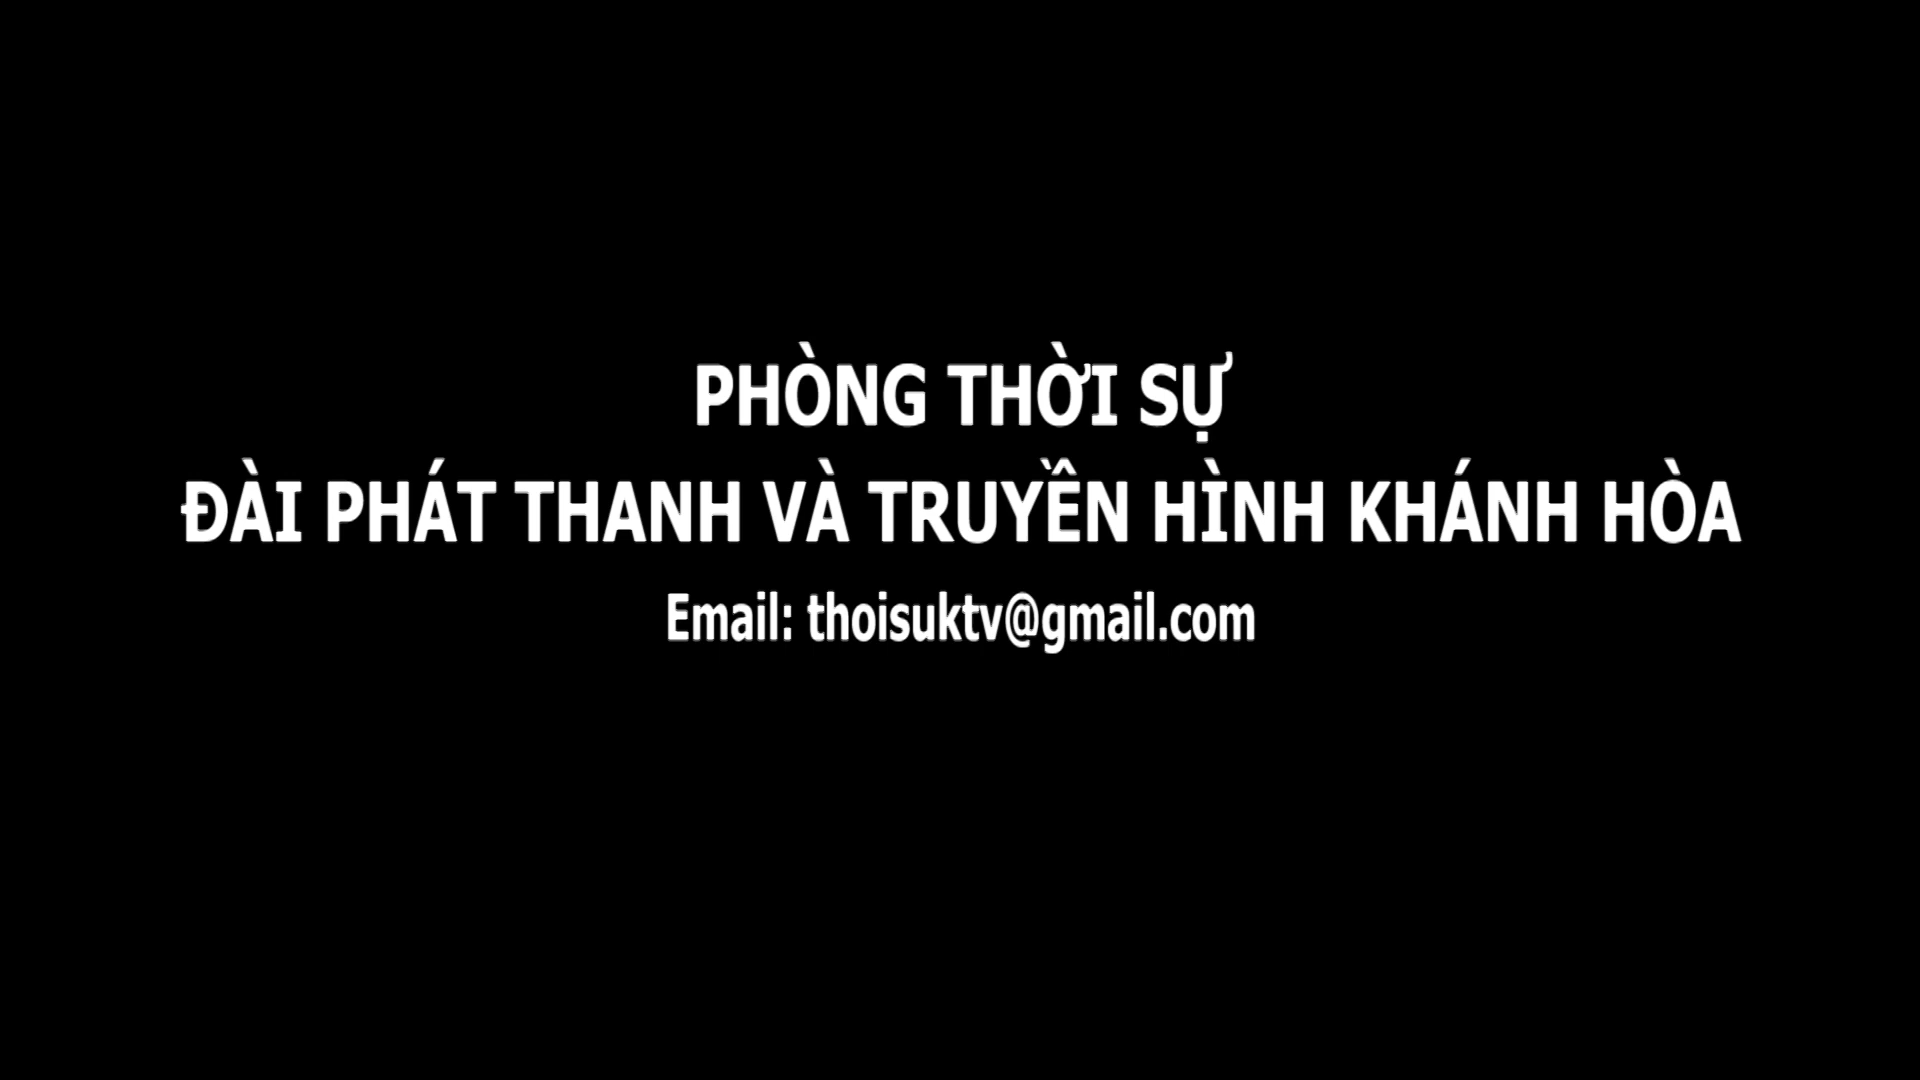 PHÒNG THỜI SỰ
ĐÀI PHÁT THANH VÀ TRUYỀN HÌNH KHÁNH HÒA
Email: thoisuktv@gmail.com